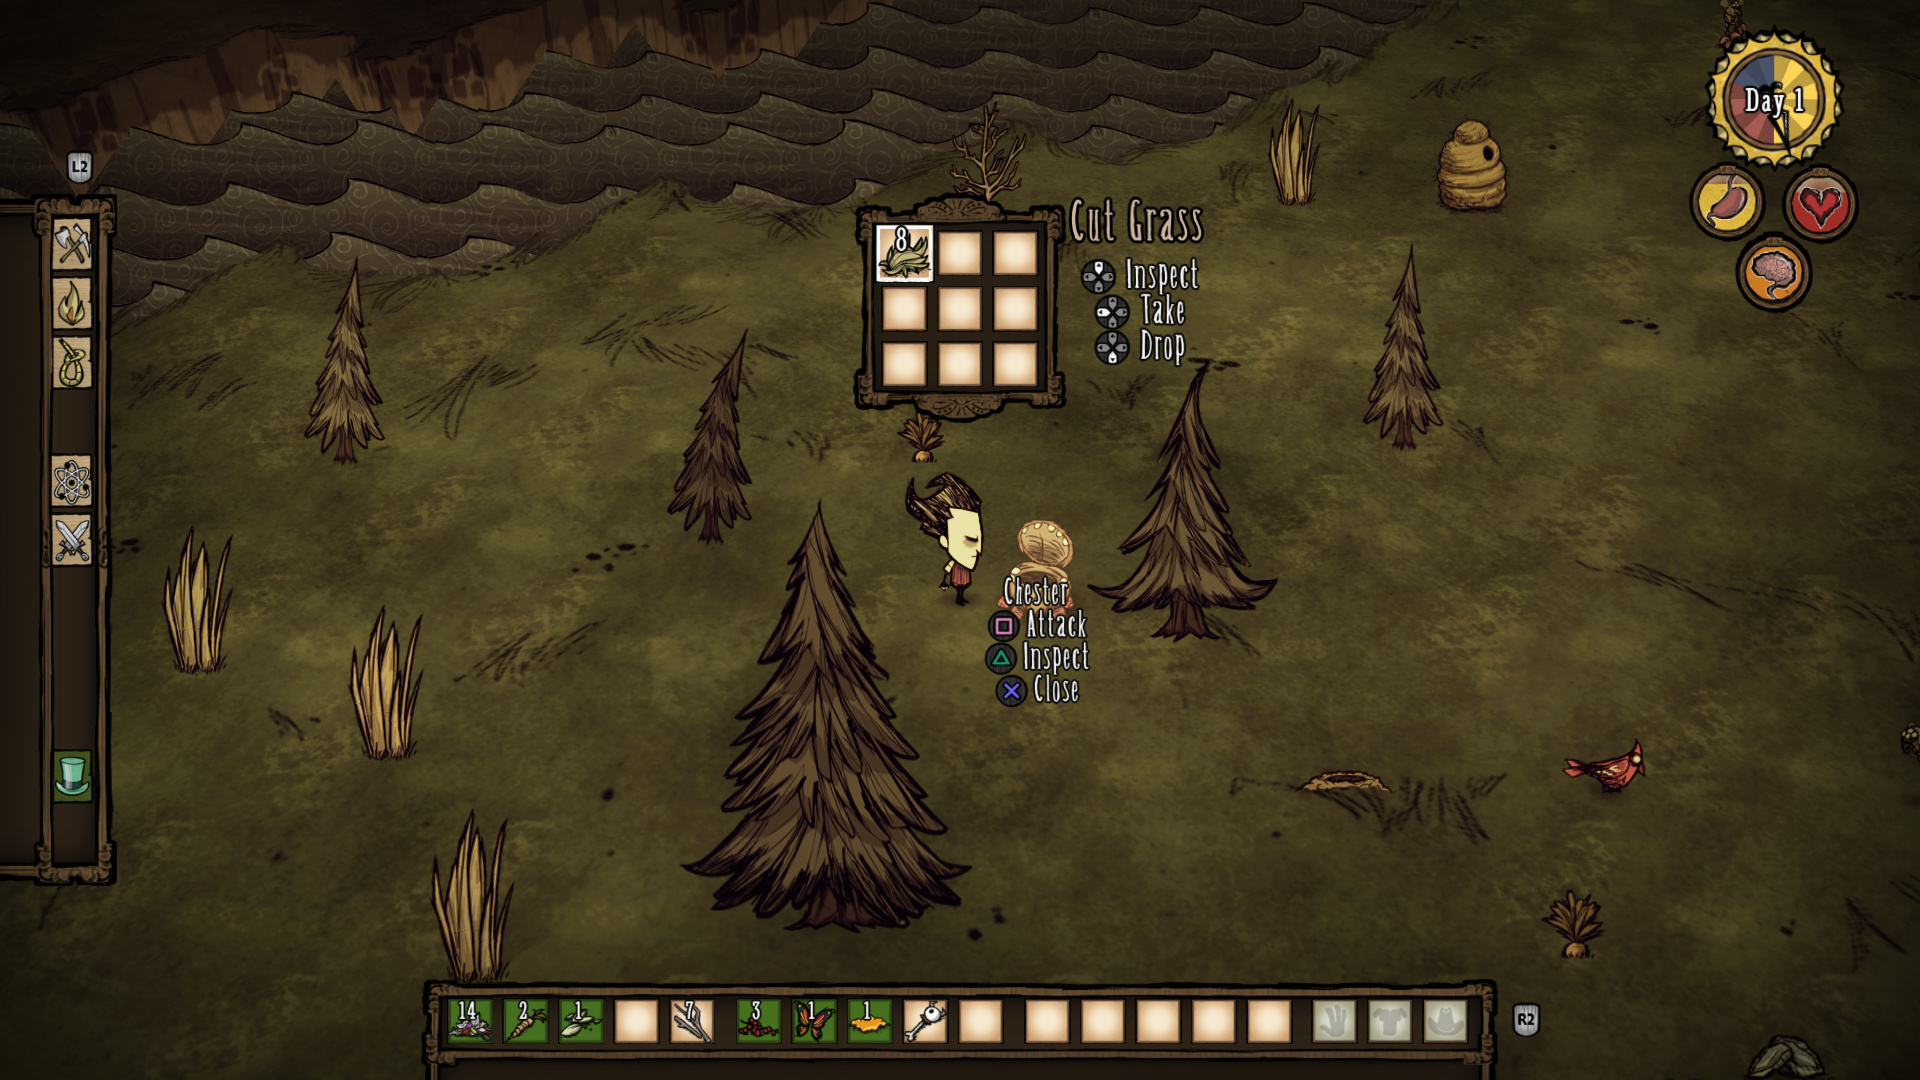 Day 1
L2
8
Cut Grass
Inspect
Take
Drop
Chester
Attack
Inspect
Close
14
2
1
7
3
1
1
R2